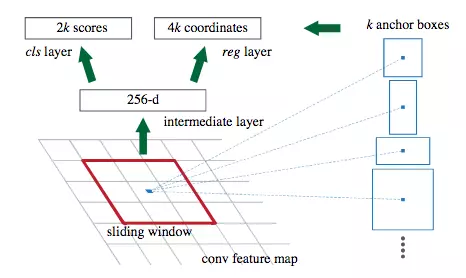 2k scores
4k coordinates
k anchor boxes
cls layer
reg layer
256-d
intermediate layer
sliding window
conv feature map